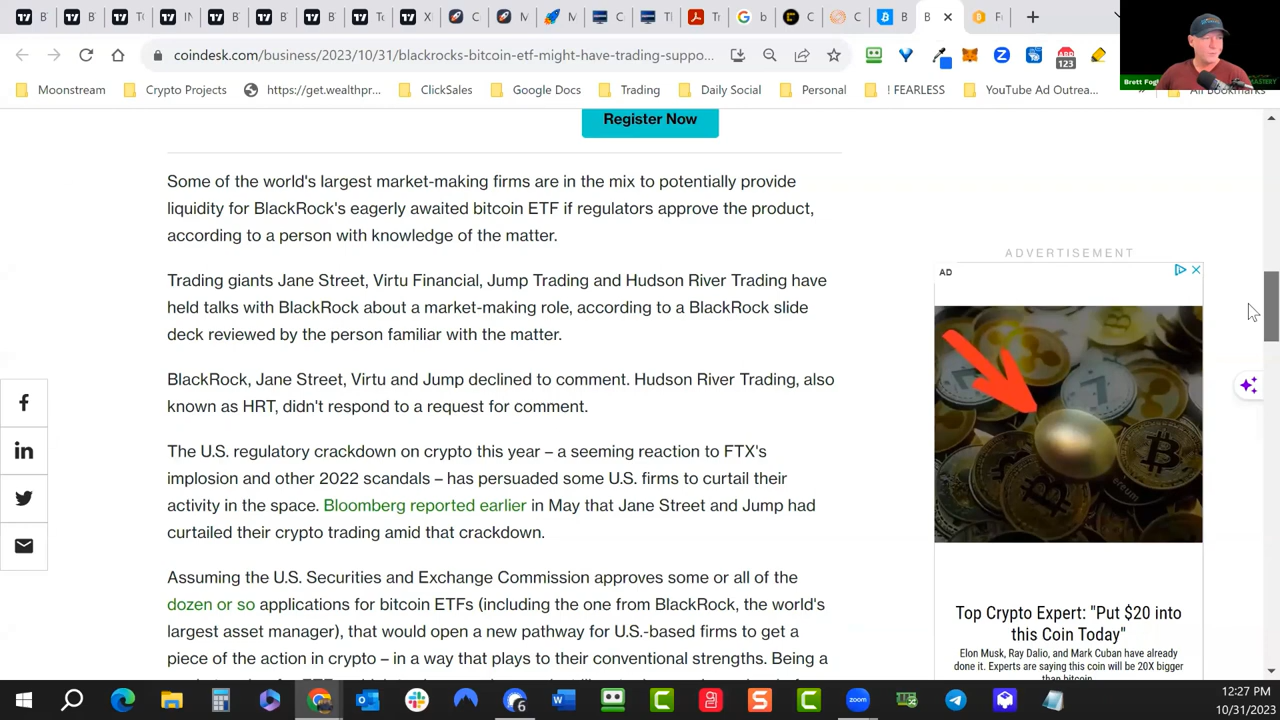 B
B
To
IN
B
B
B
B
To
X
C
M
M
C
Th
Tr
b
C
C
B
B
Fe
coindesk.com/business/2023/10/31/blackrocks-bitcoin-etf-might-have-trading-suppo...
ABP
123
Brett Fogl
MASTERY
Moonstream
Crypto Projects
https://get.wealthpr...
Google Docs
Trading
Daily Social
! FEARLESS
Personal
YouTube Ad Outrea...
»
All Bookmarks
Register Now
Some of the world's largest market-making firms are in the mix to potentially provide
liquidity for BlackRock's eagerly awaited bitcoin ETF if regulators approve the product,
according to a person with knowledge of the matter.
Trading giants Jane Street, Virtu Financial, Jump Trading and Hudson River Trading have
held talks with BlackRock about a market-making role, according to a BlackRock slide
deck reviewed by the person familiar with the matter.
BlackRock, Jane Street, Virtu and Jump declined to comment. Hudson River Trading, also
known as HRT, didn't respond to a request for comment.
The U.S. regulatory crackdown on crypto this year – a seeming reaction to FTX's
implosion and other 2022 scandals – has persuaded some U.S. firms to curtail their
activity in the space. Bloomberg reported earlier in May that Jane Street and Jump had
curtailed their crypto trading amid that crackdown.
Assuming the U.S. Securities and Exchange Commission approves some or all of the
dozen or so applications for bitcoin ETFs (including the one from BlackRock, the world's
largest asset manager), that would open a new pathway for U.S.-based firms to get a
piece of the action in crypto – in a way that plays to their conventional strengths. Being a
ADVERTISEMENT
AD
Top Crypto Expert: "Put $20 into
this Coin Today"
Elon Musk, Ray Dalio, and Mark Cuban have already
done it. Experts are saying this coin will be 20X bigger
than bitcoin
12:27 PM
10/31/2023